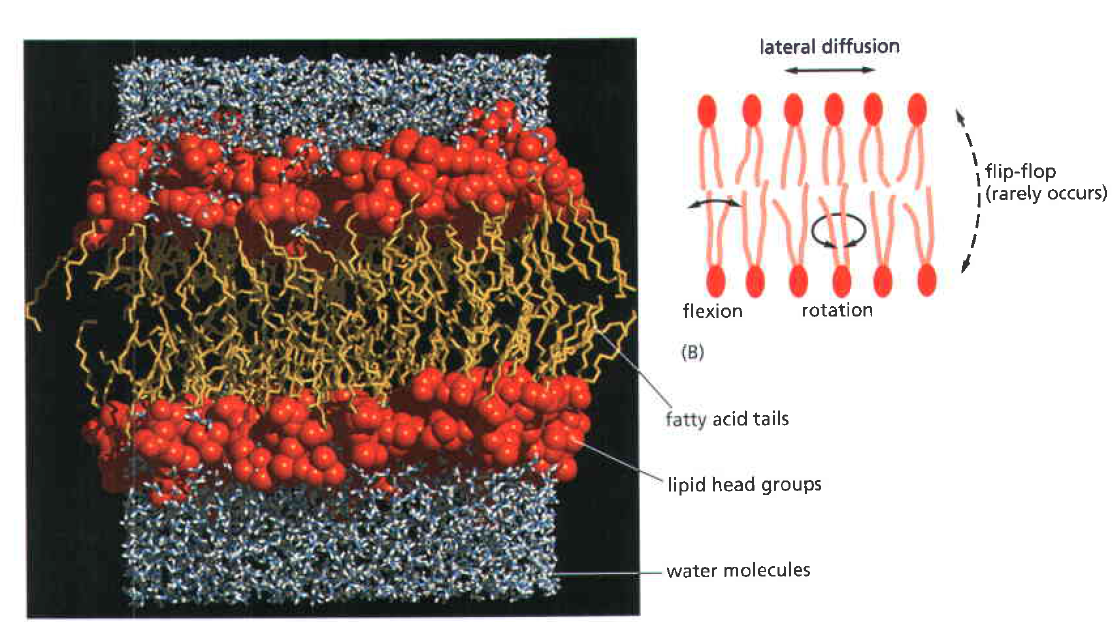 lateral diffusion
flip-flop
(rarely occurs)
flexion
rotation
(B)
fatty acid tails
lipid head groups
water molecules